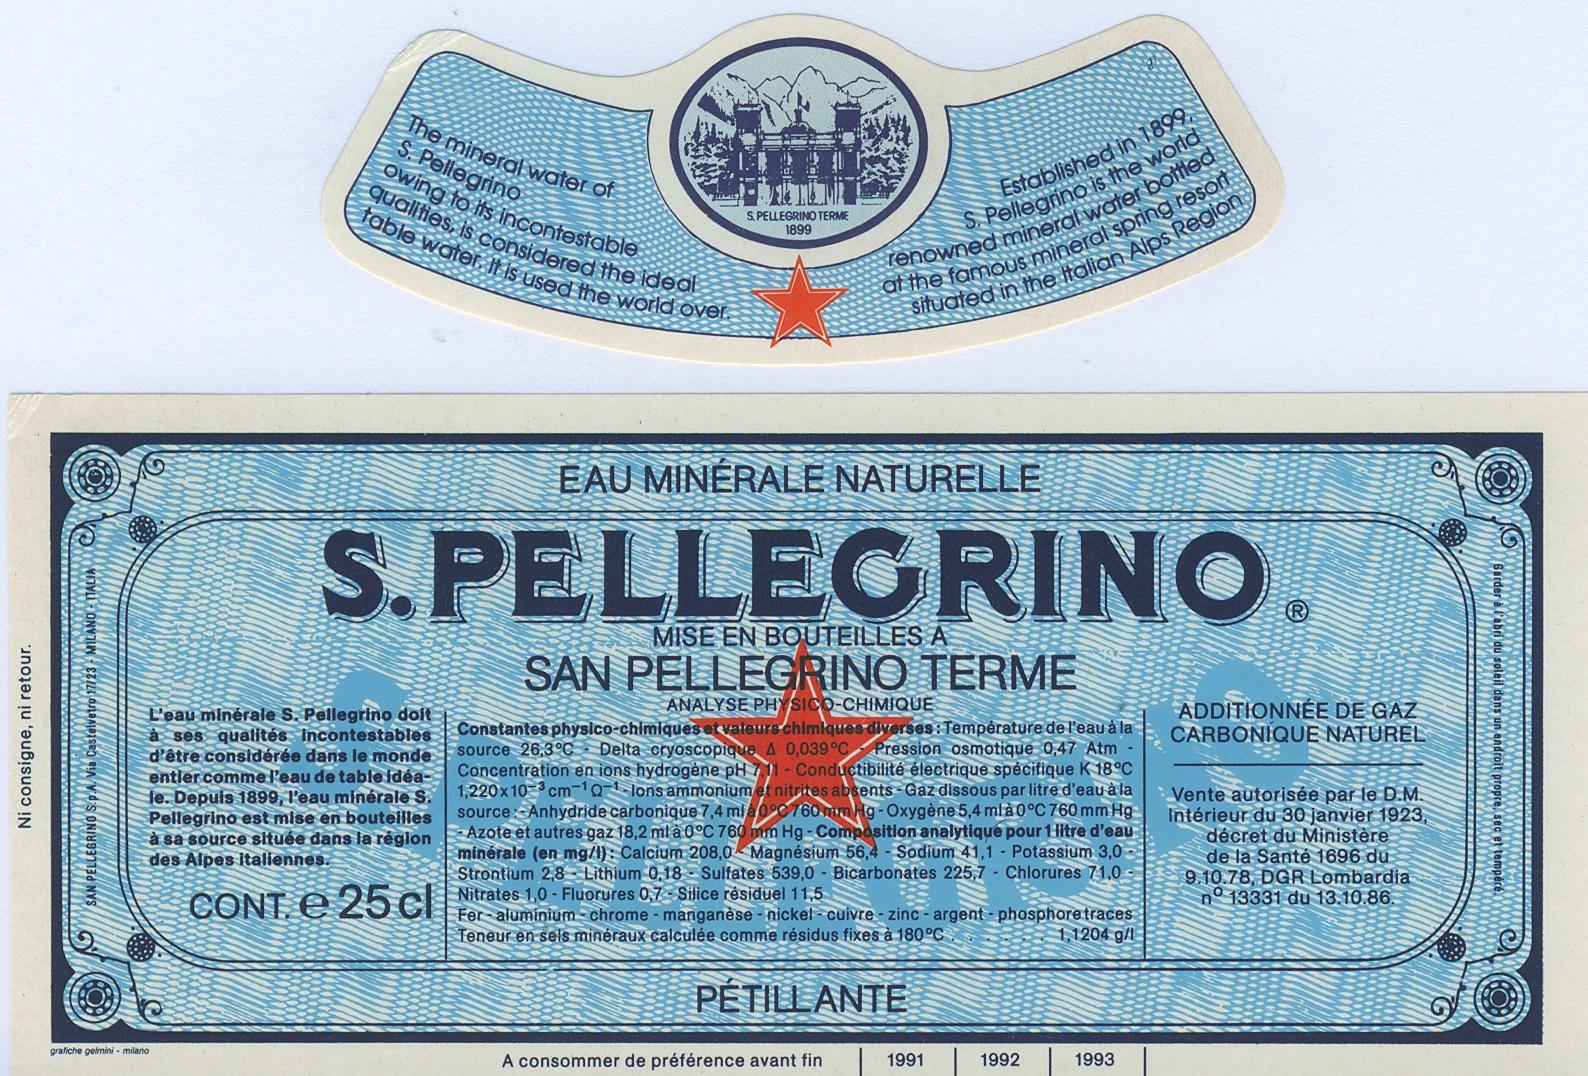 The mineral water of
S. Pellegrino
owing to its incontestable
qualities, is considered the ideal
table water. It is used the world over.
S. PELLEGRINO TERME
1899
Established in 1899,
S. Pellegrino is the world
renowned mineral water bottled
at the famous mineral spring resort
situated in the Italian Alps Region
EAU MINÉRALE NATURELLE
S.PELLEGRINO ®
MISE EN BOUTEILLES A
SAN PELLEGRINO TERME
ANALYSE PHYSICO-CHIMIQUE
Ni consigne, ni retour.
SAN PELLEGRINO S.p.A. Via Castelvetro 17/23 - MILANO - ITALIA
L'eau minérale S. Pellegrino doit
à ses qualités incontestables
d'être considérée dans le monde
entier comme l'eau de table idéa-
le. Depuis 1899, l'eau minérale S.
Pellegrino est mise en bouteilles
à sa source située dans la région
des Alpes Italiennes.
CONT. e 25 cl
Constantes physico-chimiques et valeurs chimiques diverses : Température de l'eau à la
source 26,3°C - Delta cryoscopique Δ 0,039°C - Pression osmotique 0,47 Atm -
Concentration en ions hydrogène pH 7,11 - Conductibilité électrique spécifique K 18°C
1,220 x 10⁻³ cm⁻¹ Ω⁻¹ - Ions ammonium et nitrites absents - Gaz dissous par litre d'eau à la
source : - Anhydride carbonique 7,4 ml à 0°C 760 mm Hg - Oxygène 5,4 ml à 0°C 760 mm Hg
- Azote et autres gaz 18,2 ml à 0°C 760 mm Hg - Composition analytique pour 1 litre d'eau
minérale (en mg/l) : Calcium 208,0 - Magnésium 56,4 - Sodium 41,1 - Potassium 3,0 -
Strontium 2,8 - Lithium 0,18 - Sulfates 539,0 - Bicarbonates 225,7 - Chlorures 71,0 -
Nitrates 1,0 - Fluorures 0,7 - Silice résiduel 11,5
Fer - aluminium - chrome - manganèse - nickel - cuivre - zinc - argent - phosphore traces
Teneur en sels minéraux calculée comme résidus fixes à 180°C . . . . . . . 1,1204 g/l
ADDITIONNÉE DE GAZ
CARBONIQUE NATUREL
Vente autorisée par le D.M.
Intérieur du 30 janvier 1923,
décret du Ministère
de la Santé 1696 du
9.10.78, DGR Lombardia
n° 13331 du 13.10.86.
Garder à l'abri du soleil dans un endroit propre, sec et tempéré.
PÉTILLANTE
grafiche gelmini - milano
A consommer de préférence avant fin 1991 1992 1993